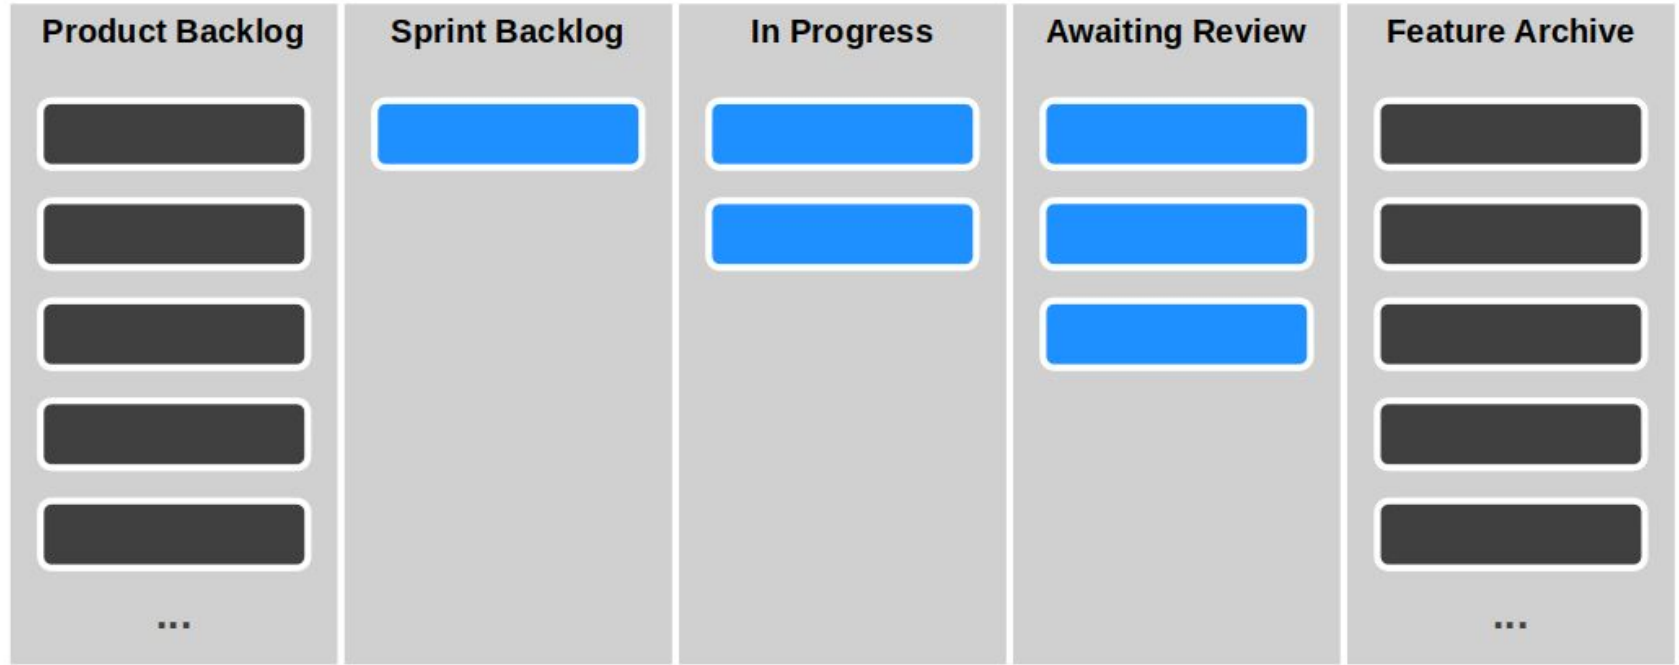 Product Backlog
Sprint Backlog
In Progress
Awaiting Review
Feature Archive
...
...